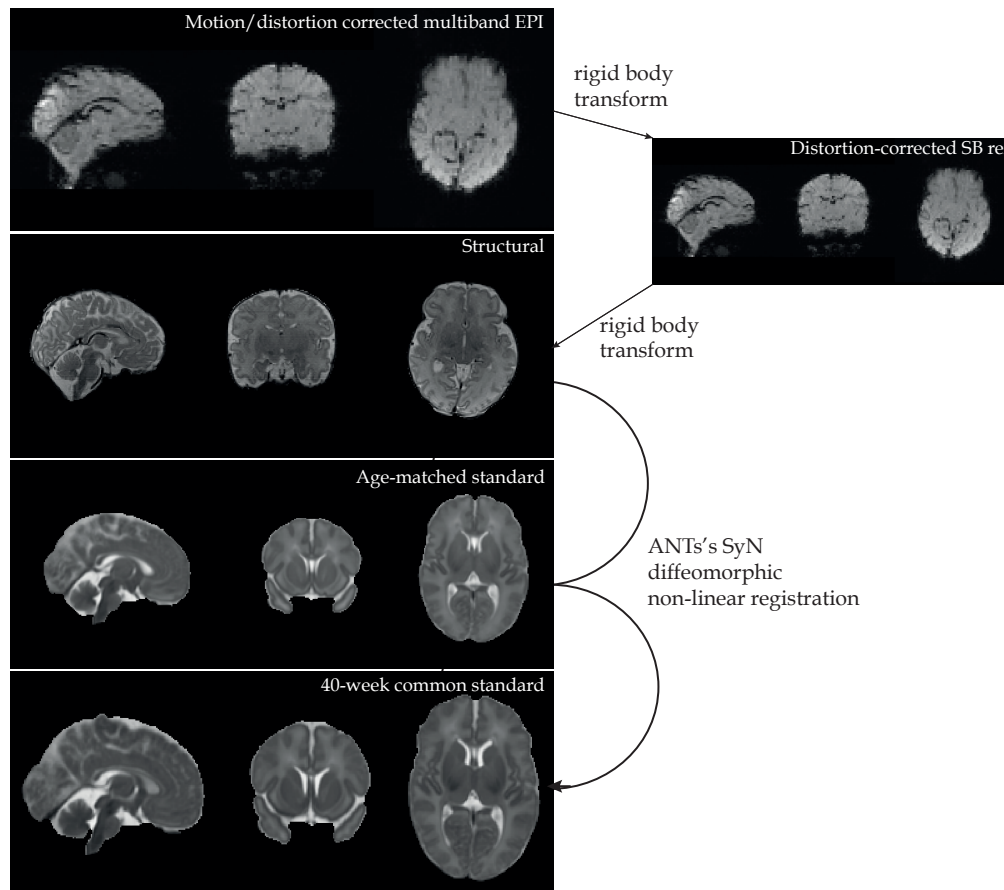 Motion/distortion corrected multiband EPI
rigid body
transform
Distortion-corrected SB re
Structural
rigid body
transform
Age-matched standard
ANTs's SyN
diffeomorphic
non-linear registration
40-week common standard